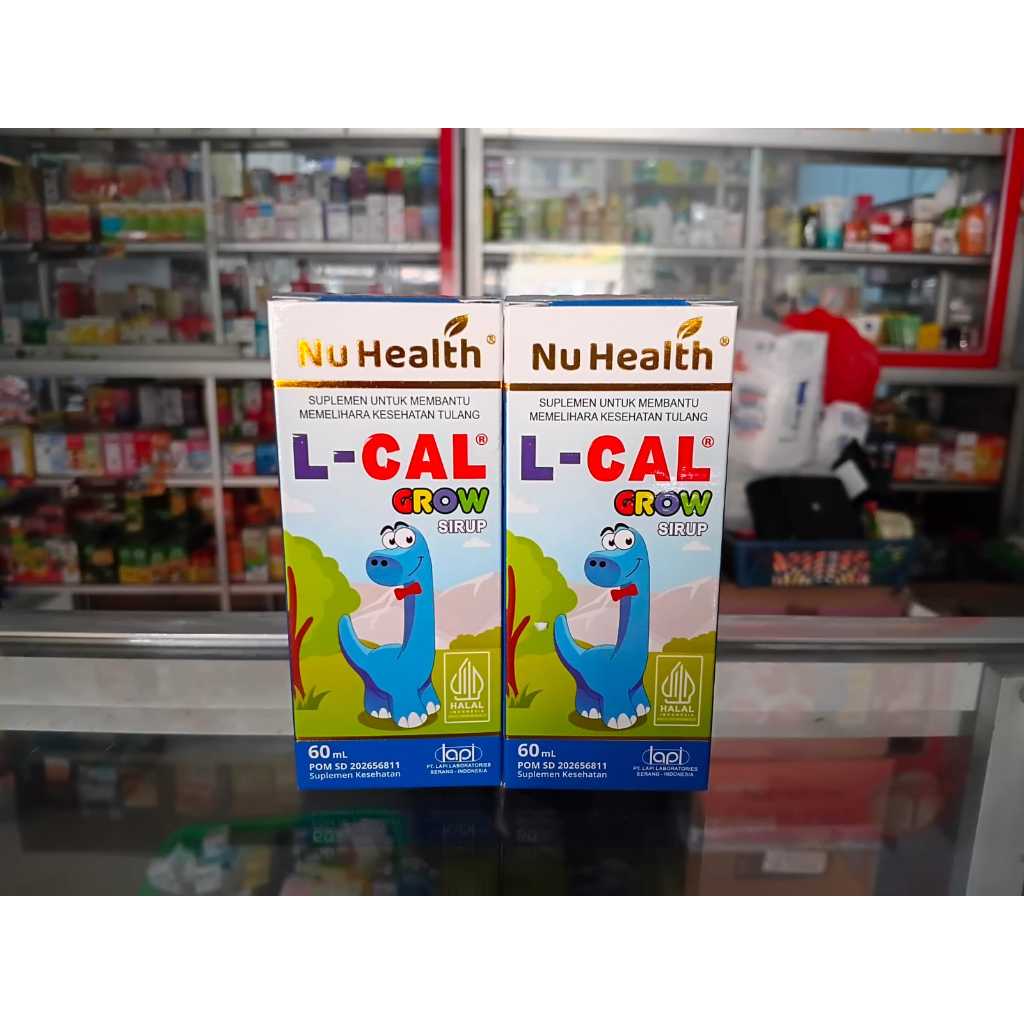 Nu Health®
SUPLEMEN UNTUK MEMBANTU
MEMELIHARA KESEHATAN TULANG
L-CAL®
GROW
SIRUP
HALAL
INDONESIA
60 mL
POM SD 202656811
Suplemen Kesehatan
lapi
PT. LAPI LABORATORIES
SERANG - INDONESIA
Nu Health®
SUPLEMEN UNTUK MEMBANTU
MEMELIHARA KESEHATAN TULANG
L-CAL®
GROW
SIRUP
HALAL
INDONESIA
60 mL
POM SD 202656811
Suplemen Kesehatan
lapi
PT. LAPI LABORATORIES
SERANG - INDONESIA